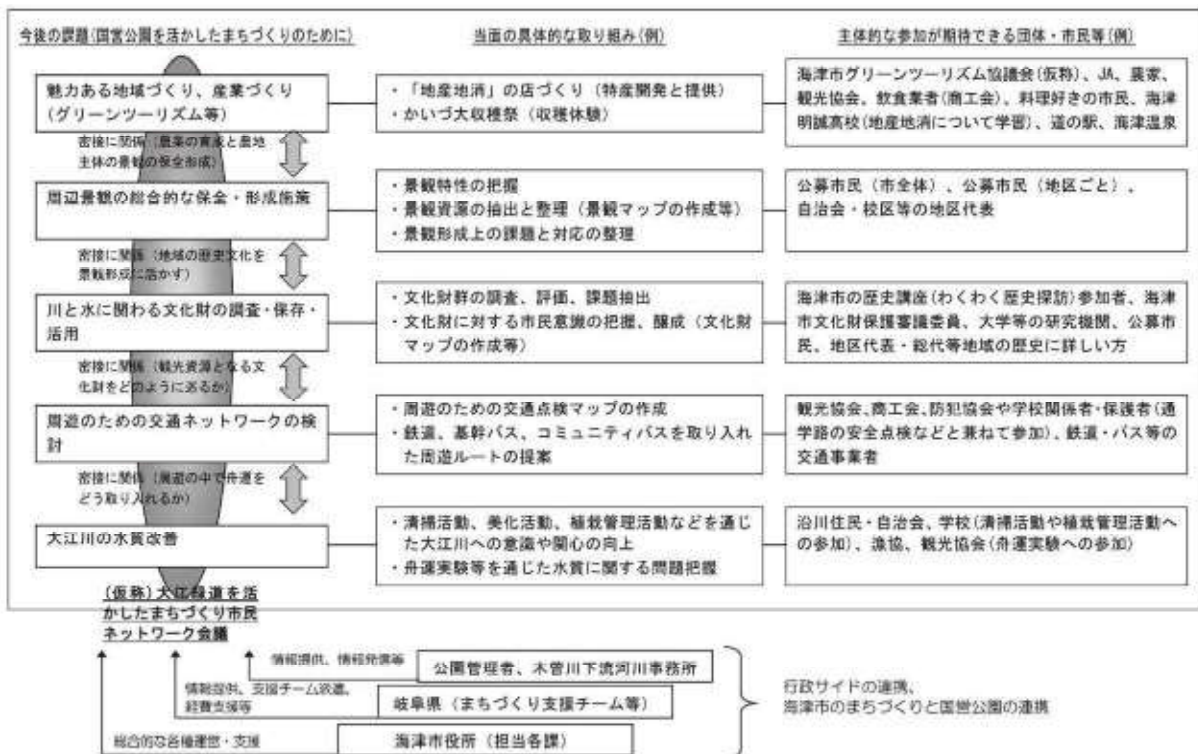 今後の課題(国営公園を活かしたまちづくりのために)
当面の具体的な取り組み(例)
主体的な参加が期待できる団体・市民等(例)
魅力ある地域づくり、産業づくり
(グリーンツーリズム等)
・「地産地消」の店づくり(特産開発と提供)
・かいづ大収穫祭(収穫体験)
海津市グリーンツーリズム協議会(仮称)、JA、農家、
観光協会、飲食業者(商工会)、料理好きの市民、海津
明誠高校(地産地消について学習)、道の駅、海津温泉
密接に関係(農業の育成と農地
主体の景観の保全形成)
周辺景観の総合的な保全・形成施策
・景観特性の把握
・景観資源の抽出と整理(景観マップの作成等)
・景観形成上の課題と対応の整理
公募市民(市全体)、公募市民(地区ごと)、
自治会・校区等の地区代表
密接に関係(地域の歴史文化を
景観形成に活かす)
川と水に関わる文化財の調査・保存・
活用
・文化財群の調査、評価、課題抽出
・文化財に対する市民意識の把握、醸成(文化財
マップの作成等)
海津市の歴史講座(わくわく歴史探訪)参加者、海津
市文化財保護審議委員、大学等の研究機関、公募市
民、地区代表・総代等地域の歴史に詳しい方
密接に関係(観光資源となる文
化財をどのように巡るか)
周遊のための交通ネットワークの検
討
・周遊のための交通点検マップの作成
・鉄道、基幹バス、コミュニティバスを取り入れ
た周遊ルートの提案
観光協会、商工会、防犯協会や学校関係者・保護者(通
学路の安全点検などと兼ねて参加)、鉄道・バス等の
交通事業者
密接に関係(周遊の中で舟運を
どう取り入れるか)
大江川の水質改善
・清掃活動、美化活動、植栽管理活動などを通じ
た大江川への意識や関心の向上
・舟運実験等を通じた水質に関する問題把握
沿川住民・自治会、学校(清掃活動や植栽管理活動へ
の参加)、漁協、観光協会(舟運実験への参加)
(仮称)大江緑道を活
かしたまちづくり市民
ネットワーク会議
情報提供、情報発信等
公園管理者、木曽川下流河川事務所
情報提供、支援チーム派遣、
経費支援等
岐阜県(まちづくり支援チーム等)
総合的な各種運営・支援
海津市役所(担当各課)
行政サイドの連携、
海津市のまちづくりと国営公園の連携